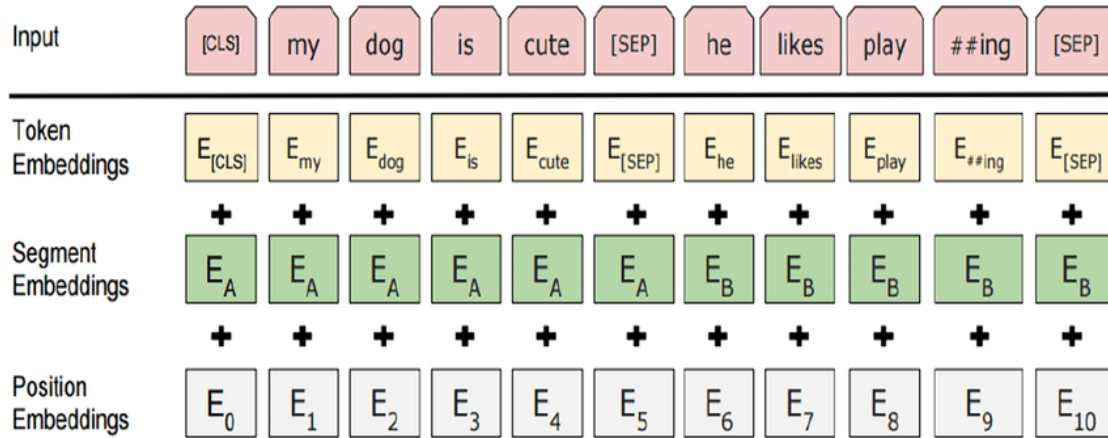 Input [CLS] my dog is cute [SEP] he likes play ##ing [SEP]
Token
Embeddings
E[CLS] Emy Edog Eis Ecute E[SEP] Ehe Elikes Eplay E##ing E[SEP]
+ + + + + + + + + + +
Segment
Embeddings
EA EA EA EA EA EA EB EB EB EB EB
+ + + + + + + + + + +
Position
Embeddings
E0 E1 E2 E3 E4 E5 E6 E7 E8 E9 E10